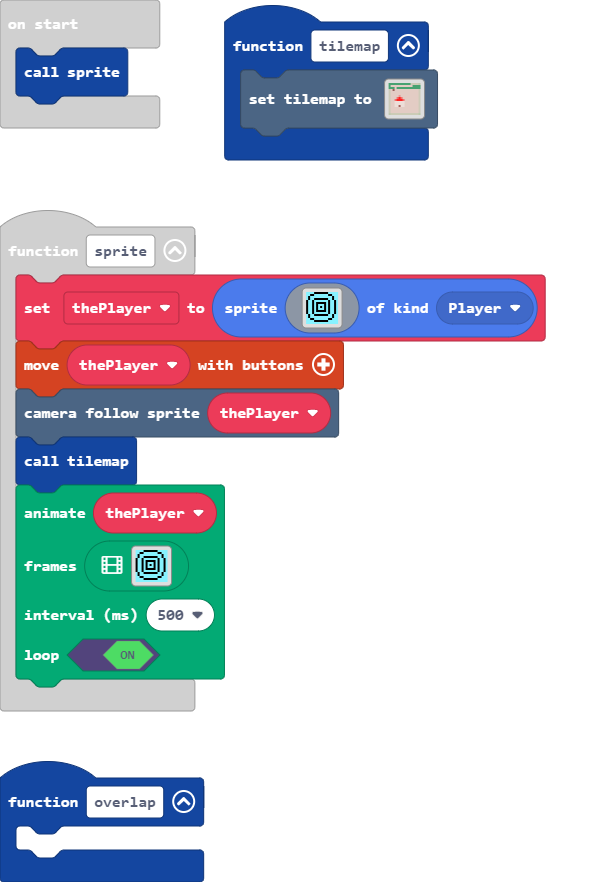 on start
call sprite
function tilemap
set tilemap to
function sprite
set thePlayer to sprite of kind Player
move thePlayer with buttons
camera follow sprite thePlayer
call tilemap
animate thePlayer
frames
interval (ms) 500
loop ON
function overlap